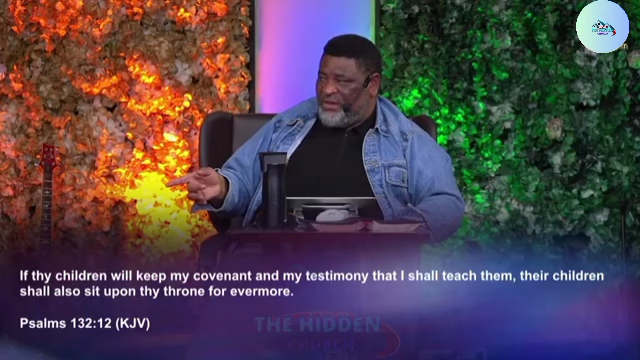 If thy children will keep my covenant and my testimony that I shall teach them, their children
shall also sit upon thy throne for evermore.
Psalms 132:12 (KJV)
THE HIDDEN
CHURCH